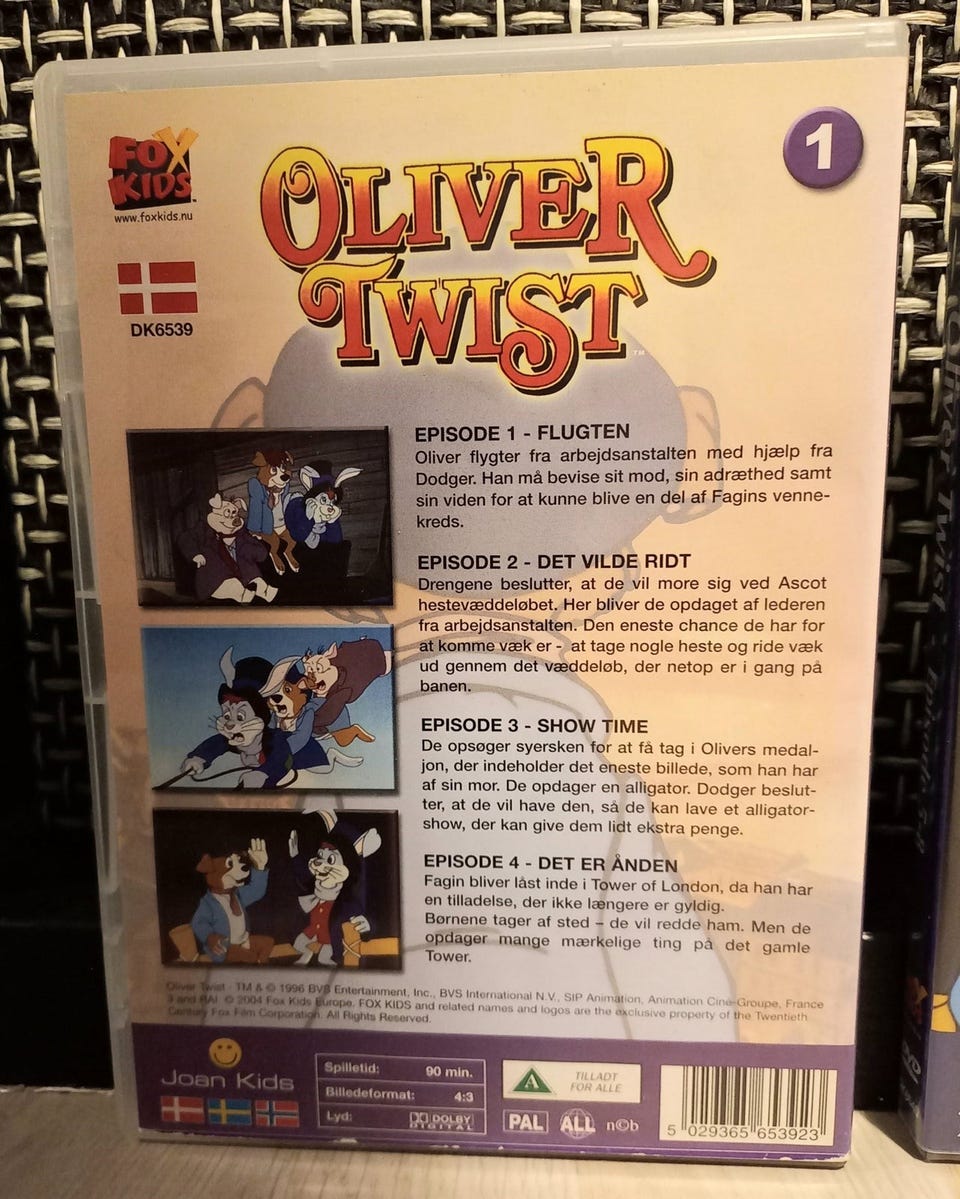 FOX
KIDS
www.foxkids.nu
DK6539
OLIVER
TWIST
TM
1
EPISODE 1 - FLUGTEN
Oliver flygter fra arbejdsanstalten med hjælp fra
Dodger. Han må bevise sit mod, sin adræthed samt
sin viden for at kunne blive en del af Fagins venne-
kreds.
EPISODE 2 - DET VILDE RIDT
Drengene beslutter, at de vil more sig ved Ascot
hestevæddeløbet. Her bliver de opdaget af lederen
fra arbejdsanstalten. Den eneste chance de har for
at komme væk er - at tage nogle heste og ride væk
ud gennem det væddeløb, der netop er i gang på
banen.
EPISODE 3 - SHOW TIME
De opsøger syersken for at få tag i Olivers medal-
jon, der indeholder det eneste billede, som han har
af sin mor. De opdager en alligator. Dodger beslut-
ter, at de vil have den, så de kan lave et alligator-
show, der kan give dem lidt ekstra penge.
EPISODE 4 - DET ER ÅNDEN
Fagin bliver låst inde i Tower of London, da han har
en tilladelse, der ikke længere er gyldig.
Børnene tager af sted - de vil redde ham. Men de
opdager mange mærkelige ting på det gamle
Tower.
Oliver Twist - TM & © 1996 BVS Entertainment, Inc., BVS International N.V., SIP Animation, Animation Cine-Groupe, France
3 and RAI. © 2004 Fox Kids Europe. FOX KIDS and related names and logos are the exclusive property of the Twentieth
Century Fox Film Corporation. All Rights Reserved.
Joan Kids
Spilletid: 90 min.
Billedeformat: 4:3
Lyd: DOLBY
DIGITAL
A
TILLADT
FOR ALLE
PAL
ALL
n©b
5 029365 653923
Oliver Twist